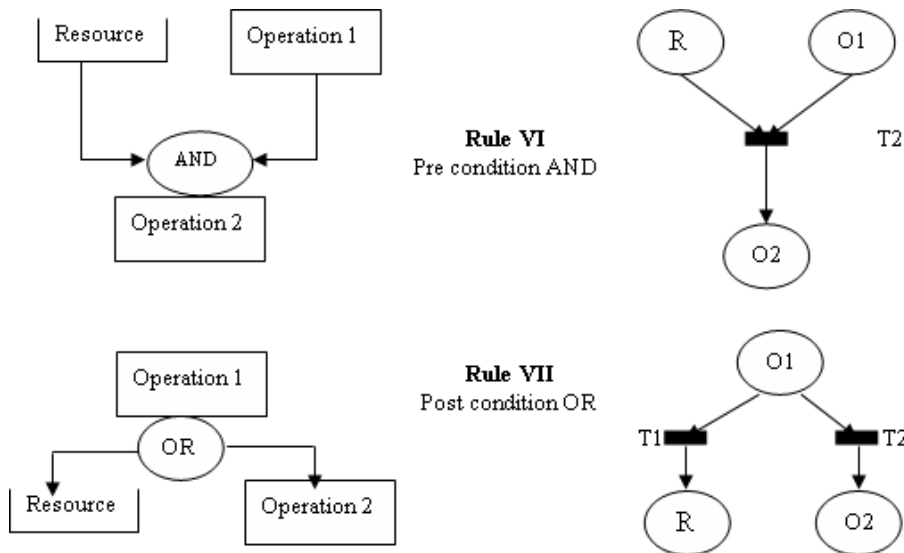 Resource
Operation 1
AND
Operation 2
Rule VI
Pre condition AND
R
O1
T2
O2
Operation 1
OR
Resource
Operation 2
Rule VII
Post condition OR
O1
T1
T2
R
O2